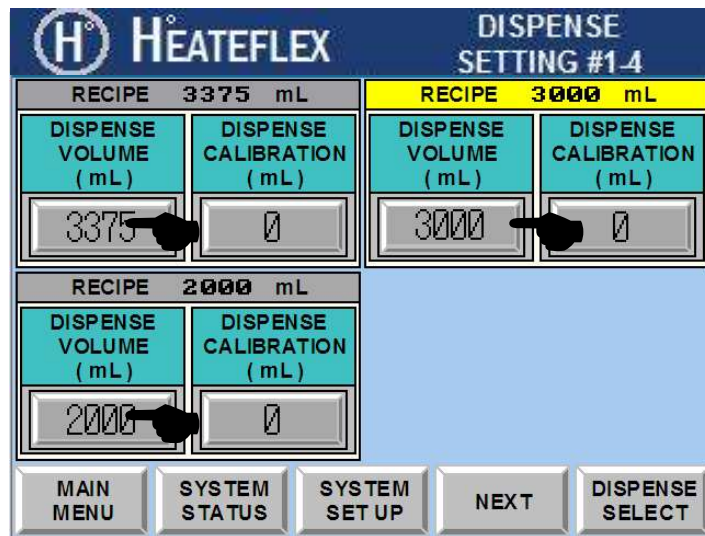 H° HEATEFLEX
DISPENSE
SETTING #1-4
RECIPE 3375 mL
DISPENSE
VOLUME
(mL)
DISPENSE
CALIBRATION
(mL)
3375
0
RECIPE 3000 mL
DISPENSE
VOLUME
(mL)
DISPENSE
CALIBRATION
(mL)
3000
0
RECIPE 2000 mL
DISPENSE
VOLUME
(mL)
DISPENSE
CALIBRATION
(mL)
2000
0
MAIN
MENU
SYSTEM
STATUS
SYSTEM
SET UP
NEXT
DISPENSE
SELECT